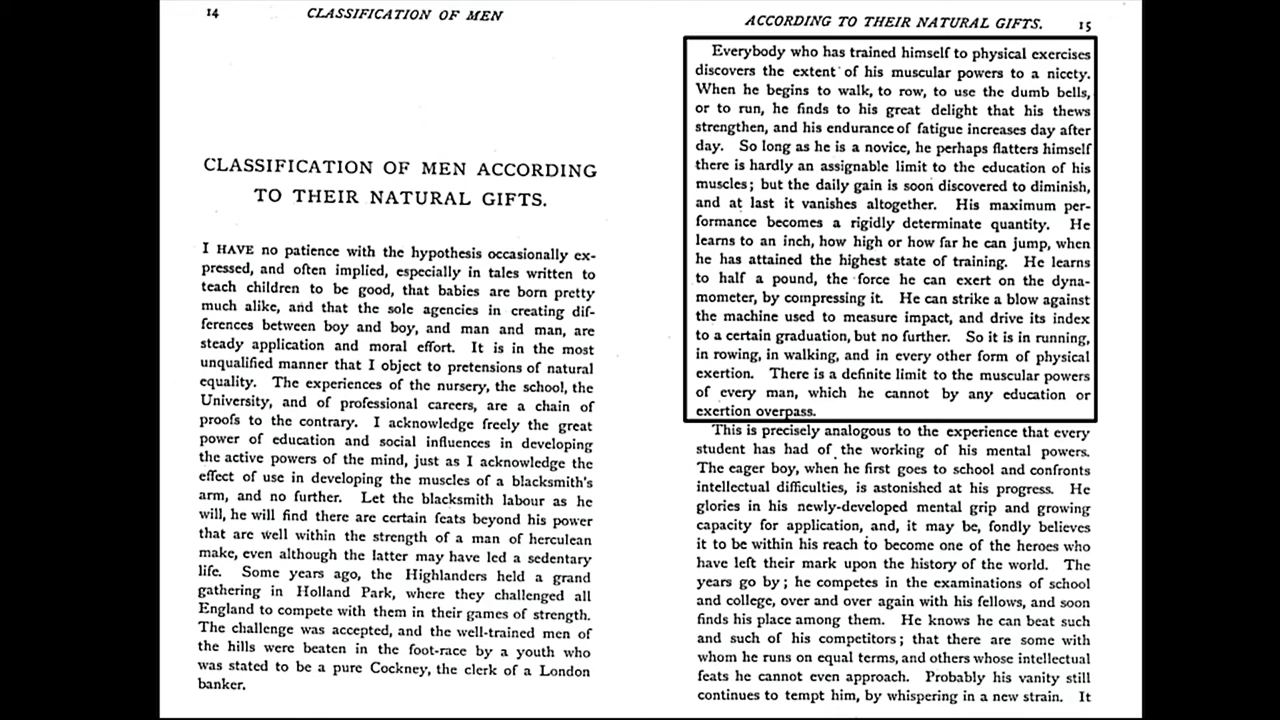 14 CLASSIFICATION OF MEN
CLASSIFICATION OF MEN ACCORDING
TO THEIR NATURAL GIFTS.
I HAVE no patience with the hypothesis occasionally ex-
pressed, and often implied, especially in tales written to
teach children to be good, that babies are born pretty
much alike, and that the sole agencies in creating dif-
ferences between boy and boy, and man and man, are
steady application and moral effort. It is in the most
unqualified manner that I object to pretensions of natural
equality. The experiences of the nursery, the school, the
University, and of professional careers, are a chain of
proofs to the contrary. I acknowledge freely the great
power of education and social influences in developing
the active powers of the mind, just as I acknowledge the
effect of use in developing the muscles of a blacksmith's
arm, and no further. Let the blacksmith labour as he
will, he will find there are certain feats beyond his power
that are well within the strength of a man of herculean
make, even although the latter may have led a sedentary
life. Some years ago, the Highlanders held a grand
gathering in Holland Park, where they challenged all
England to compete with them in their games of strength.
The challenge was accepted, and the well-trained men of
the hills were beaten in the foot-race by a youth who
was stated to be a pure Cockney, the clerk of a London
banker.
ACCORDING TO THEIR NATURAL GIFTS. 15
Everybody who has trained himself to physical exercises
discovers the extent of his muscular powers to a nicety.
When he begins to walk, to row, to use the dumb bells,
or to run, he finds to his great delight that his thews
strengthen, and his endurance of fatigue increases day after
day. So long as he is a novice, he perhaps flatters himself
there is hardly an assignable limit to the education of his
muscles; but the daily gain is soon discovered to diminish,
and at last it vanishes altogether. His maximum per-
formance becomes a rigidly determinate quantity. He
learns to an inch, how high or how far he can jump, when
he has attained the highest state of training. He learns
to half a pound, the force he can exert on the dyna-
mometer, by compressing it. He can strike a blow against
the machine used to measure impact, and drive its index
to a certain graduation, but no further. So it is in running,
in rowing, in walking, and in every other form of physical
exertion. There is a definite limit to the muscular powers
of every man, which he cannot by any education or
exertion overpass.
This is precisely analogous to the experience that every
student has had of the working of his mental powers.
The eager boy, when he first goes to school and confronts
intellectual difficulties, is astonished at his progress. He
glories in his newly-developed mental grip and growing
capacity for application, and, it may be, fondly believes
it to be within his reach to become one of the heroes who
have left their mark upon the history of the world. The
years go by; he competes in the examinations of school
and college, over and over again with his fellows, and soon
finds his place among them. He knows he can beat such
and such of his competitors; that there are some with
whom he runs on equal terms, and others whose intellectual
feats he cannot even approach. Probably his vanity still
continues to tempt him, by whispering in a new strain. It